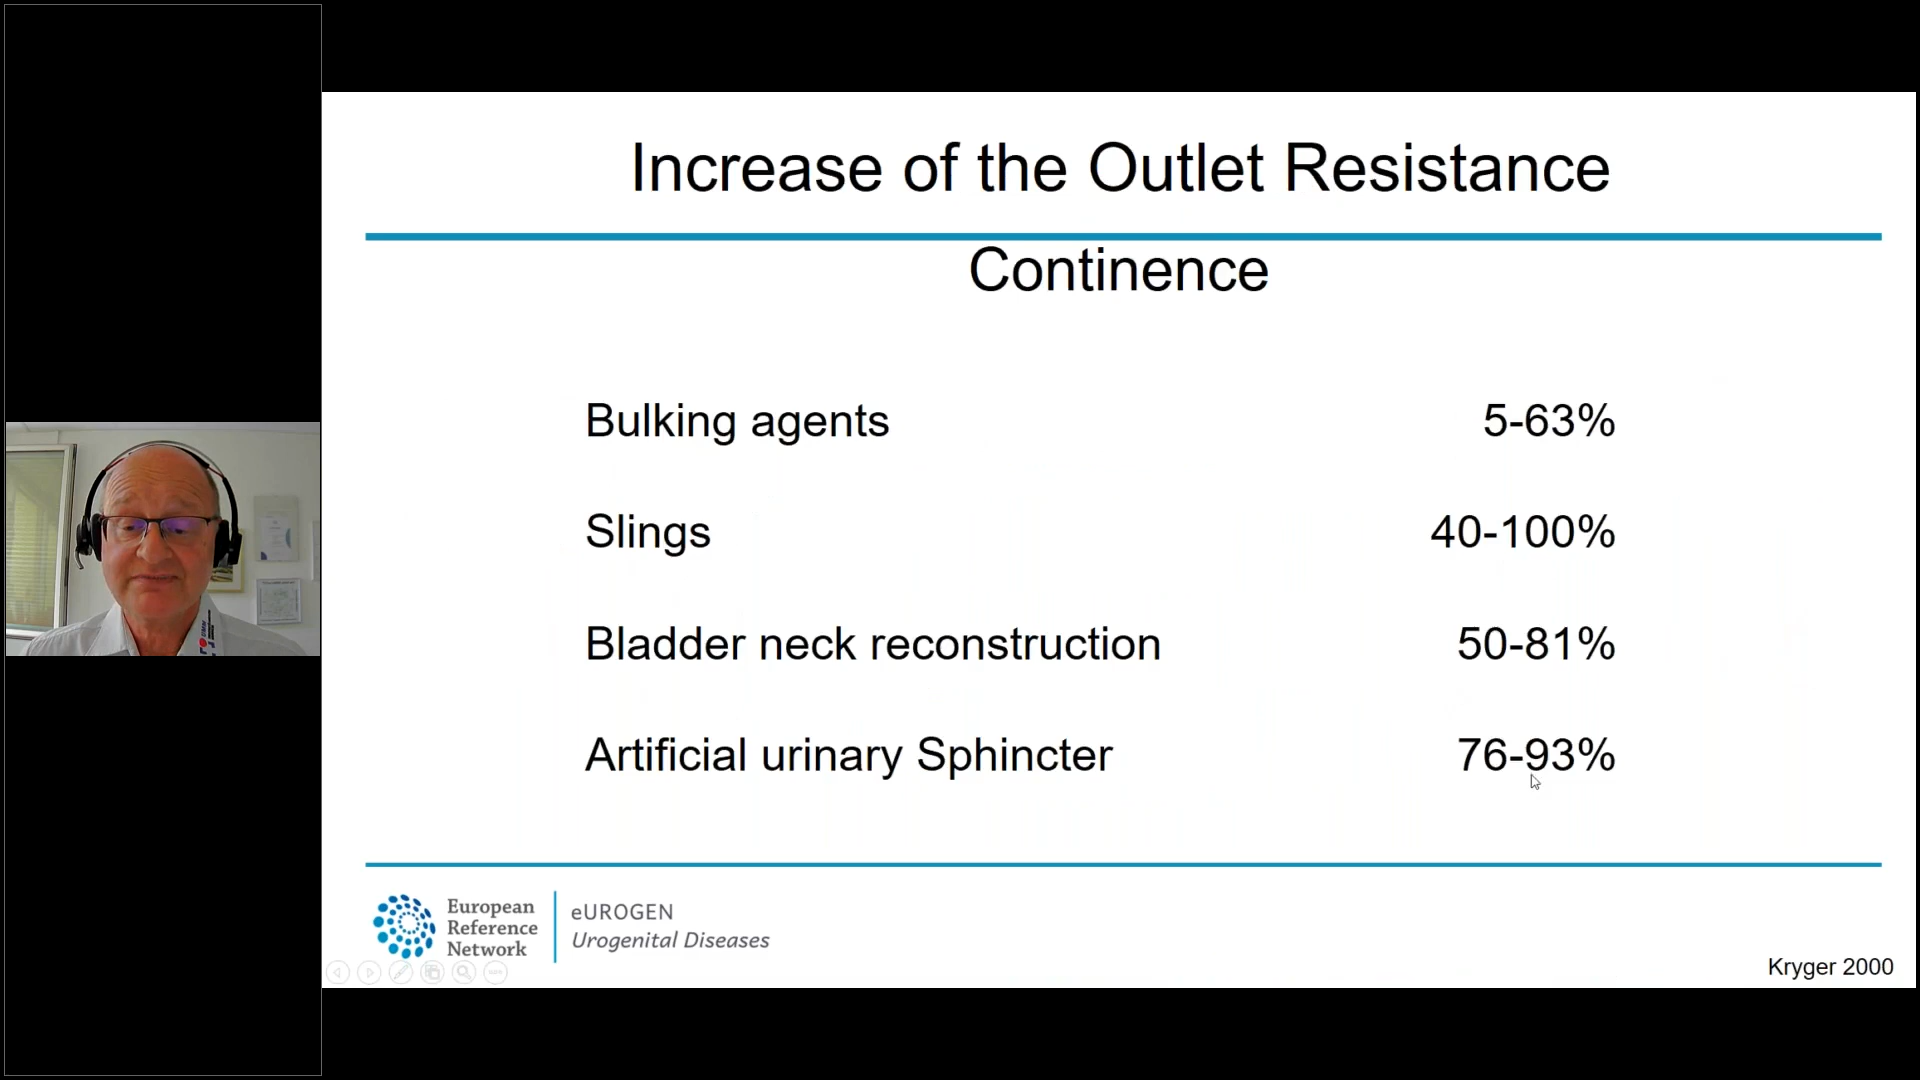 Increase of the Outlet Resistance
Continence
Bulking agents 5-63%
Slings 40-100%
Bladder neck reconstruction 50-81%
Artificial urinary Sphincter 76-93%
European
Reference
Network
eUROGEN
Urogenital Diseases
Kryger 2000